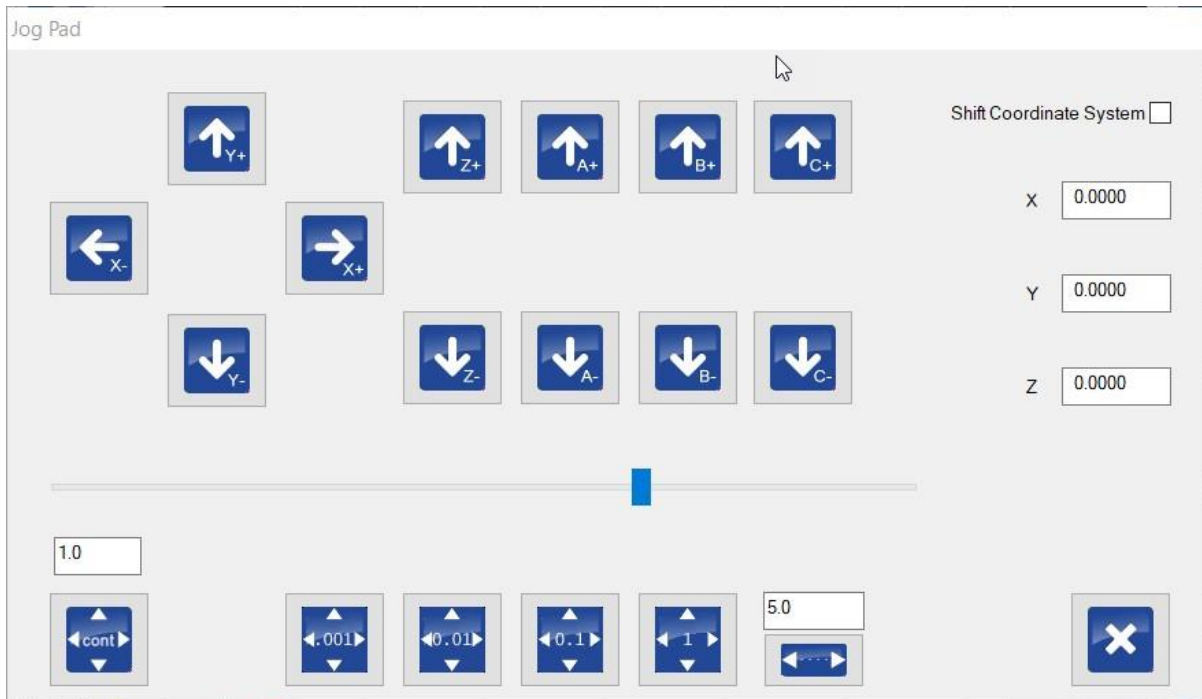 Jog Pad
Shift Coordinate System
Y+
Z+ A+ B+ C+
X 0.0000
X- X+
Y 0.0000
Y- Z- A- B- C-
Z 0.0000
1.0
5.0
cont .001 0.01 0.1 1